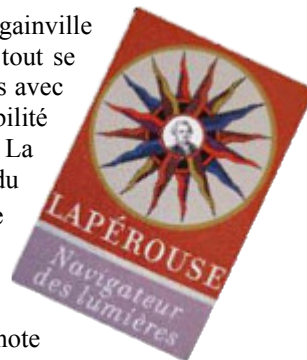 gainville
tout se
s avec
bilité
La
du
e
note
LAPÉROUSE
Navigateur
des lumières